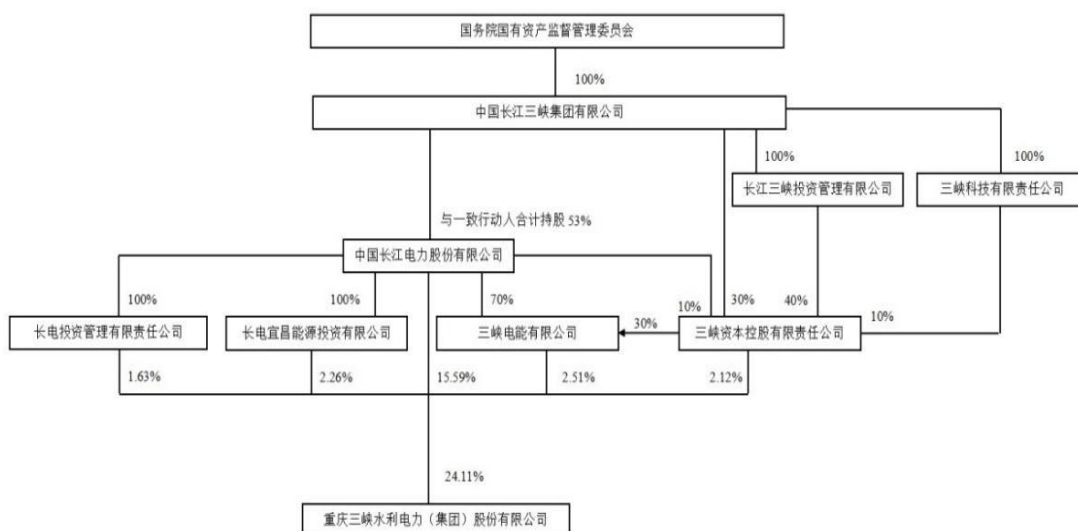 国务院国有资产监督管理委员会
100%
中国长江三峡集团有限公司
100%
100%
长江三峡投资管理有限公司
三峡科技有限责任公司
与一致行动人合计持股 53%
中国长江电力股份有限公司
100%
100%
70%
10%
30%
40%
30%
10%
长电投资管理有限责任公司
长电宜昌能源投资有限公司
三峡电能有限公司
三峡资本控股有限责任公司
1.63%
2.26%
15.59%
2.51%
2.12%
24.11%
重庆三峡水利电力（集团）股份有限公司